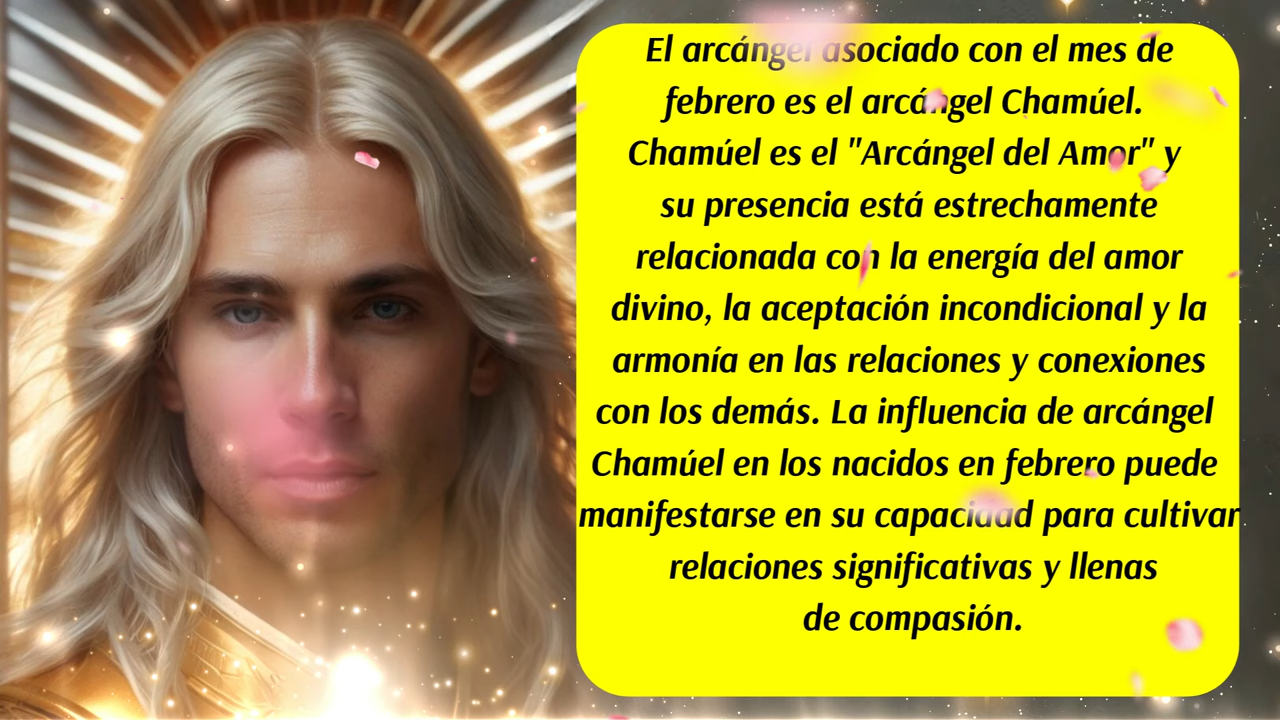 El arcángel asociado con el mes de
febrero es el arcángel Chamúel.
Chamúel es el "Arcángel del Amor" y
su presencia está estrechamente
relacionada con la energía del amor
divino, la aceptación incondicional y la
armonía en las relaciones y conexiones
con los demás. La influencia de arcángel
Chamúel en los nacidos en febrero puede
manifestarse en su capacidad para cultivar
relaciones significativas y llenas
de compasión.